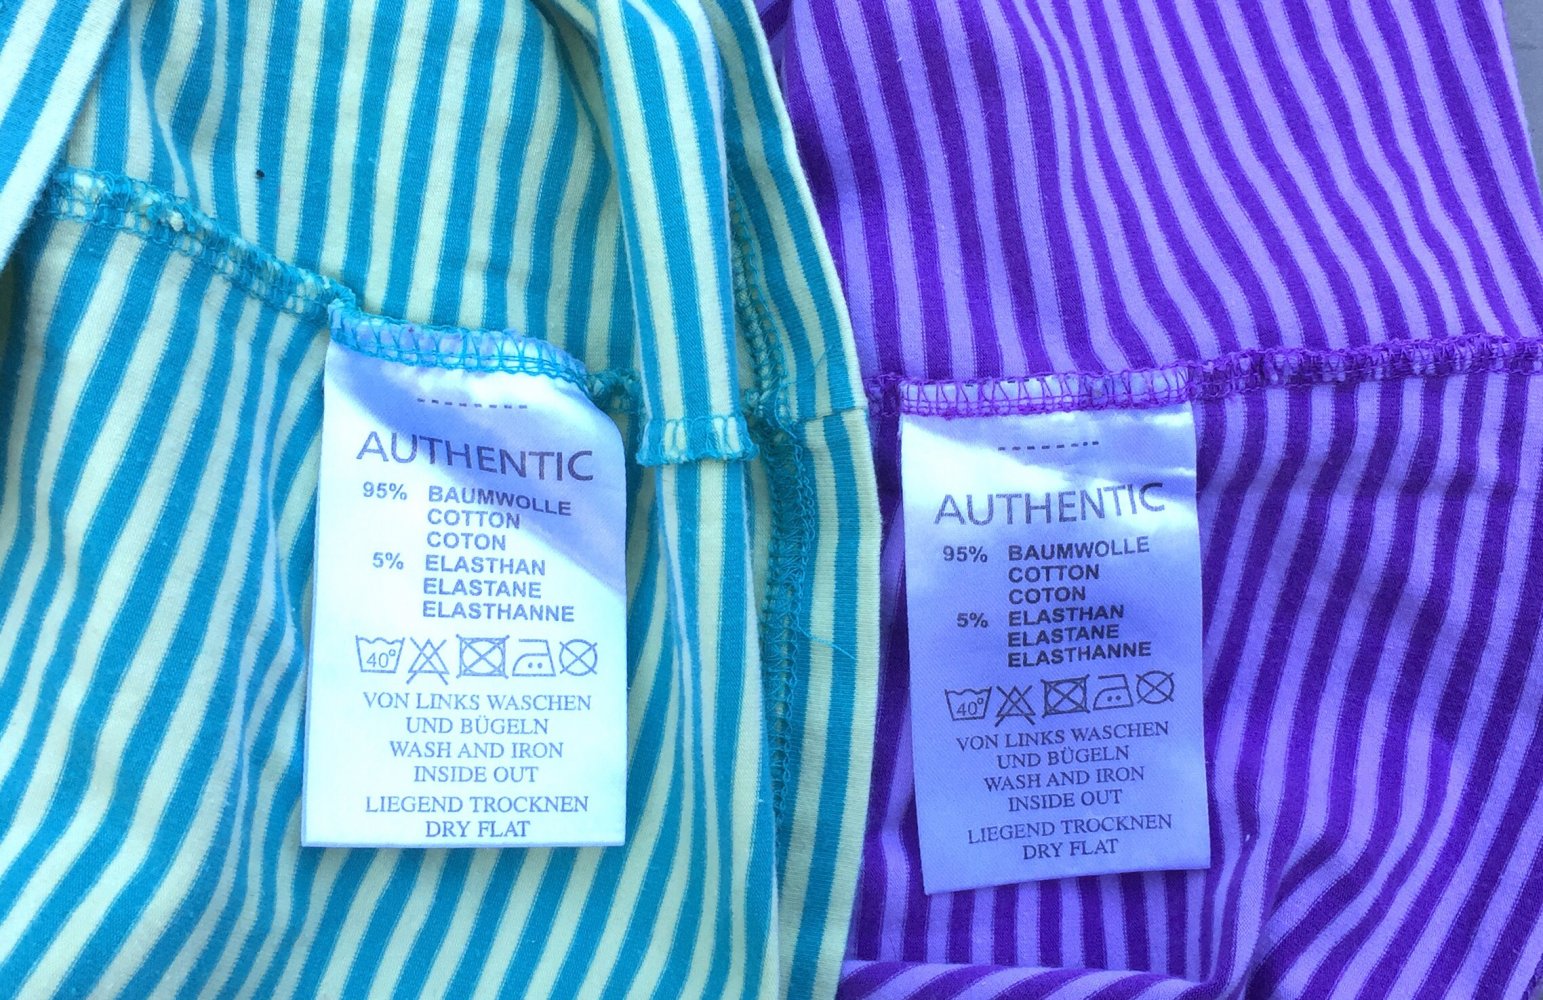 AUTHENTIC
95% BAUMWOLLE
COTTON
COTON
5% ELASTHAN
ELASTANE
ELASTHANNE
40°
VON LINKS WASCHEN
UND BÜGELN
WASH AND IRON
INSIDE OUT
LIEGEND TROCKNEN
DRY FLAT
AUTHENTIC
95% BAUMWOLLE
COTTON
COTON
5% ELASTHAN
ELASTANE
ELASTHANNE
40°
VON LINKS WASCHEN
UND BÜGELN
WASH AND IRON
INSIDE OUT
LIEGEND TROCKNEN
DRY FLAT